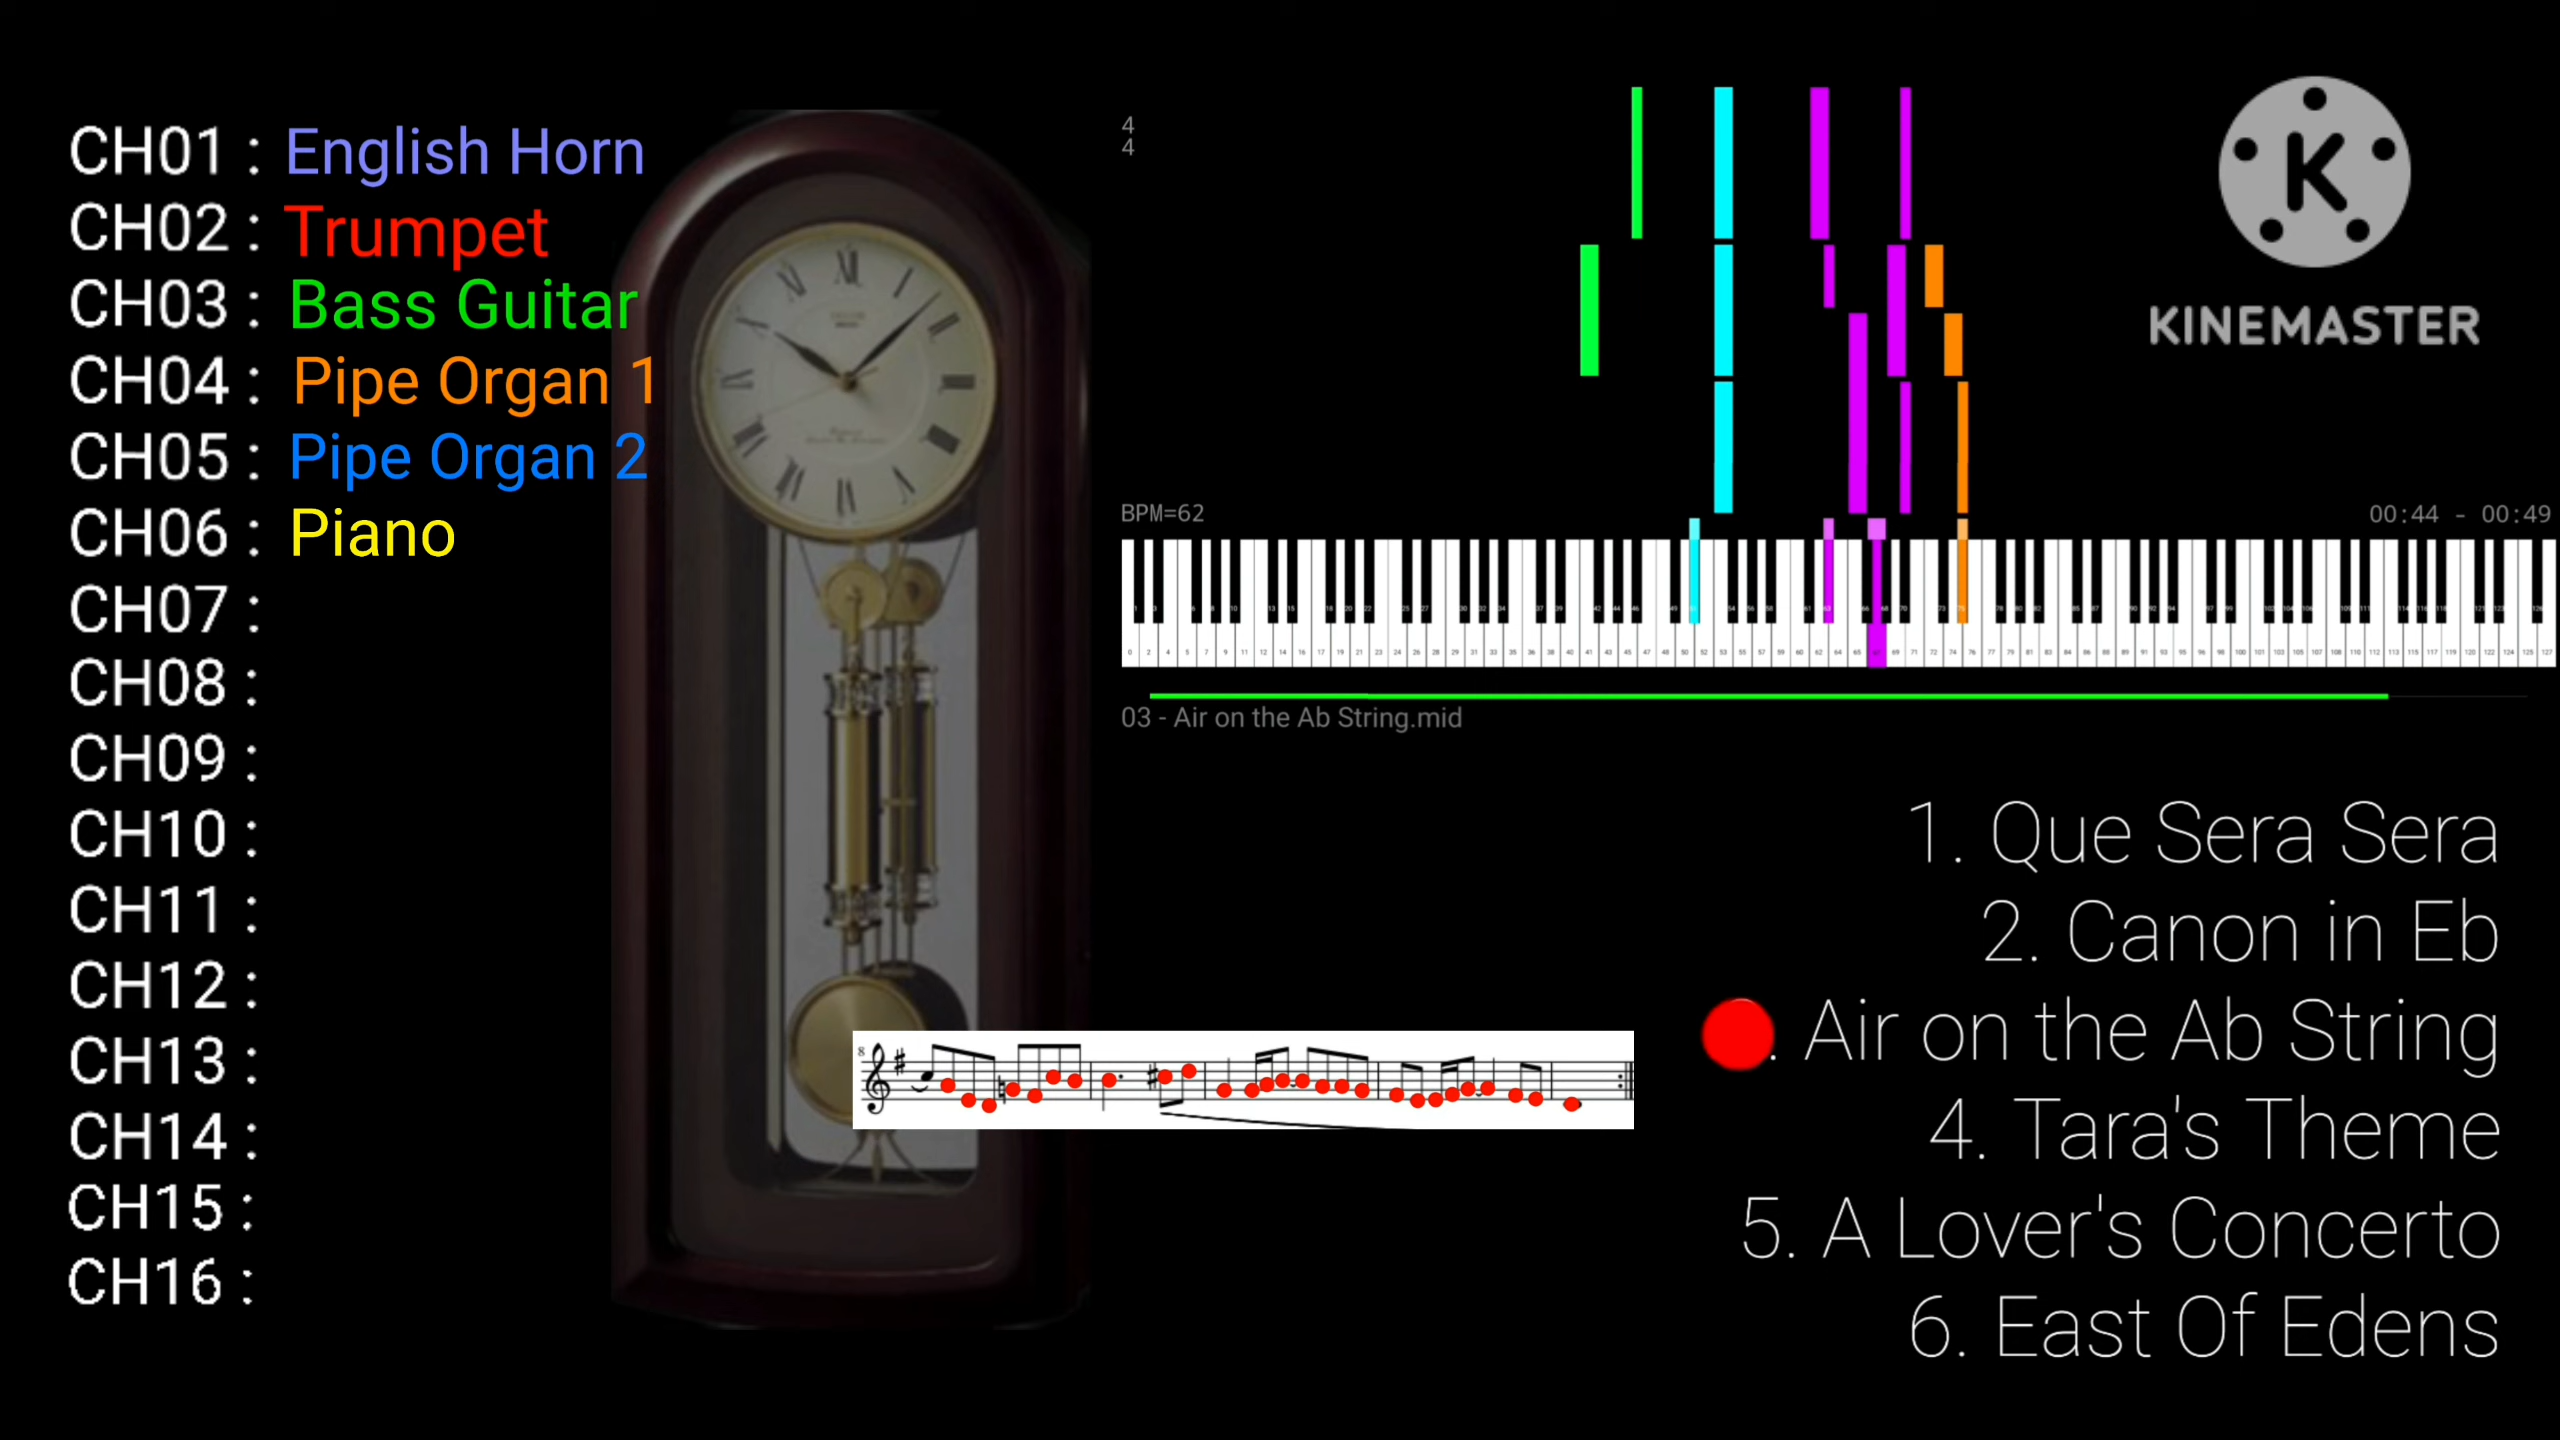 CH01 : English Horn
CH02 : Trumpet
CH03 : Bass Guitar
CH04 : Pipe Organ 1
CH05 : Pipe Organ 2
CH06 : Piano
CH07 :
CH08 :
CH09 :
CH10 :
CH11 :
CH12 :
CH13 :
CH14 :
CH15 :
CH16 :
4
4
K
KINEMASTER
BPM=62
00:44 - 00:49
03 - Air on the Ab String.mid
8
1. Que Sera Sera
2. Canon in Eb
. Air on the Ab String
4. Tara's Theme
5. A Lover's Concerto
6. East Of Edens